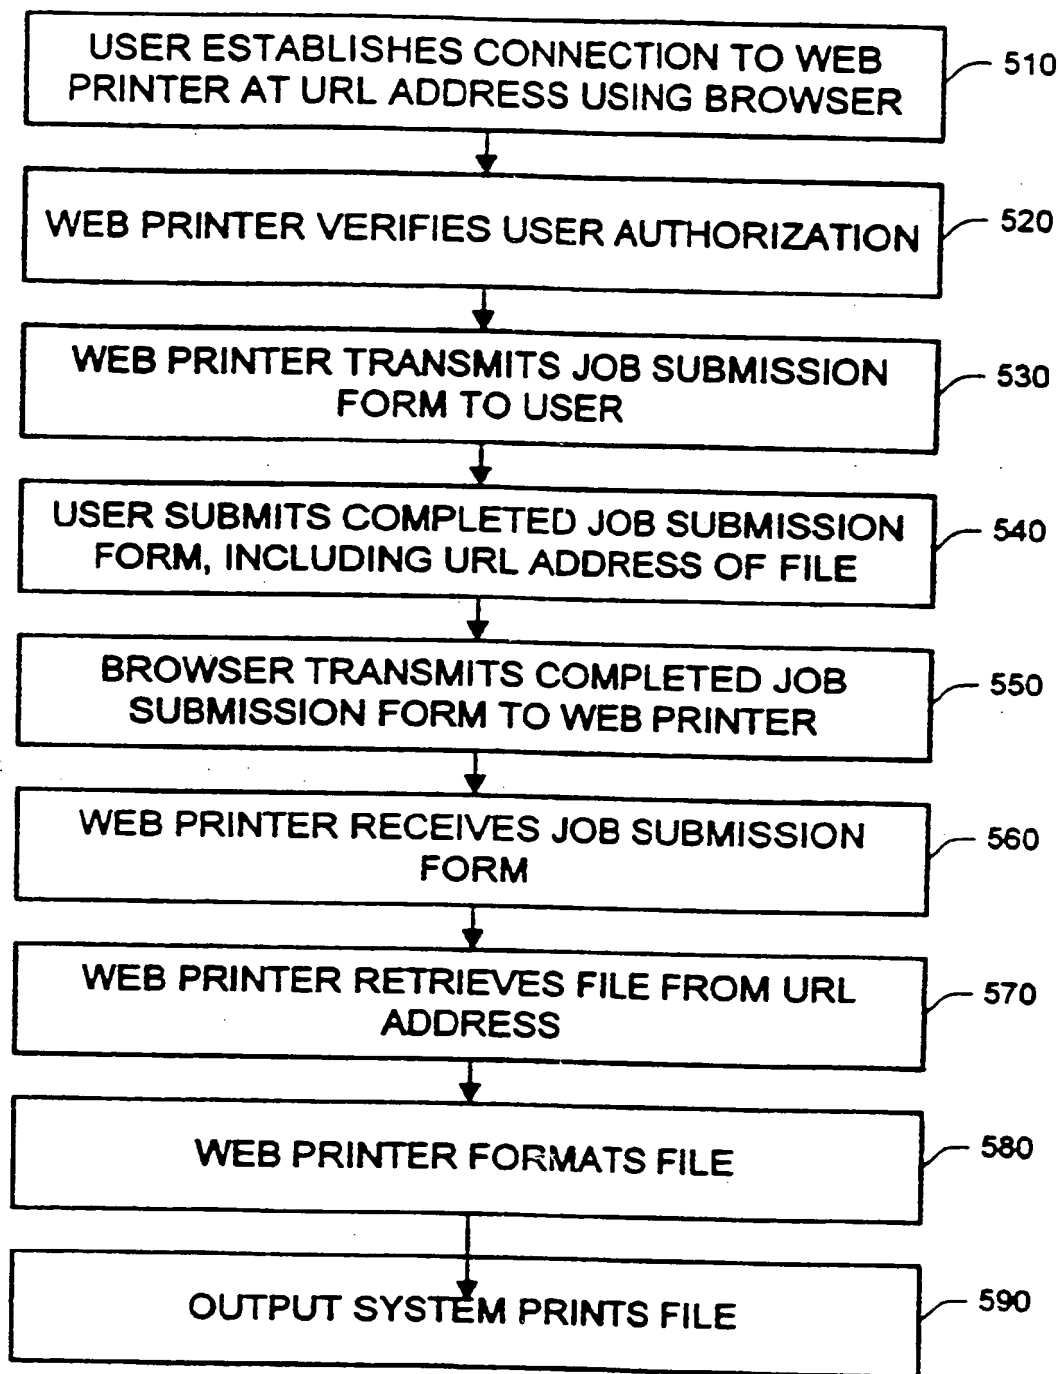 USER ESTABLISHES CONNECTION TO WEB
PRINTER AT URL ADDRESS USING BROWSER
510
WEB PRINTER VERIFIES USER AUTHORIZATION
520
WEB PRINTER TRANSMITS JOB SUBMISSION
FORM TO USER
530
USER SUBMITS COMPLETED JOB SUBMISSION
FORM, INCLUDING URL ADDRESS OF FILE
540
BROWSER TRANSMITS COMPLETED JOB
SUBMISSION FORM TO WEB PRINTER
550
WEB PRINTER RECEIVES JOB SUBMISSION
FORM
560
WEB PRINTER RETRIEVES FILE FROM URL
ADDRESS
570
WEB PRINTER FORMATS FILE
580
OUTPUT SYSTEM PRINTS FILE
590